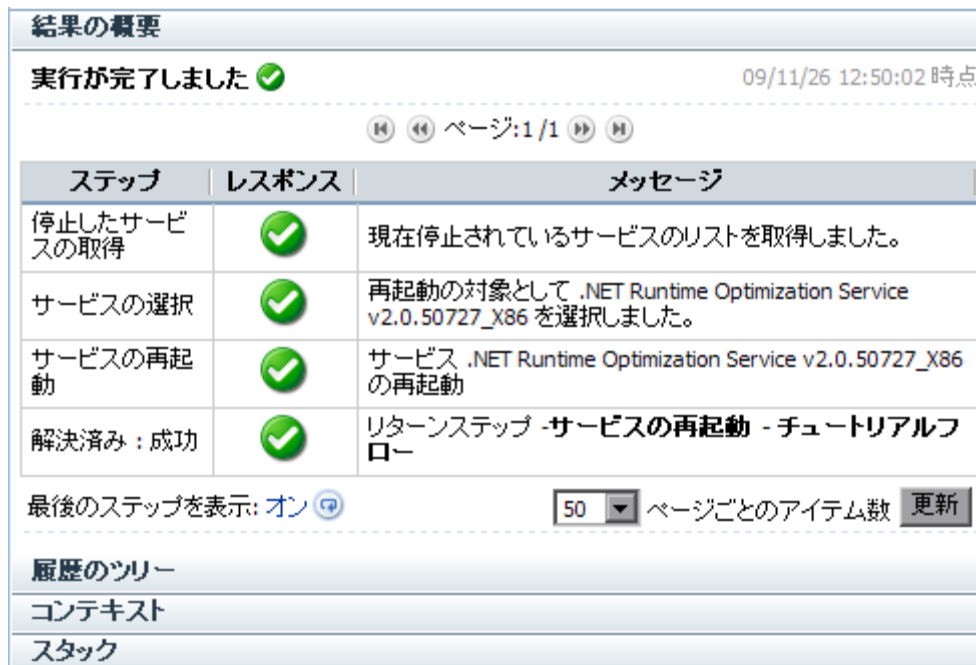 結果の概要
実行が完了しました
09/11/26 12:50:02 時点
ページ:1 /1
ステップ
レスポンス
メッセージ
停止したサービ
スの取得
現在停止されているサービスのリストを取得しました。
サービスの選択
再起動の対象として .NET Runtime Optimization Service
v2.0.50727_X86 を選択しました。
サービスの再起
動
サービス .NET Runtime Optimization Service v2.0.50727_X86
の再起動
解決済み : 成功
リターンステップ -サービスの再起動 - チュートリアルフ
ロー
最後のステップを表示: オン
50
ページごとのアイテム数
更新
履歴のツリー
コンテキスト
スタック